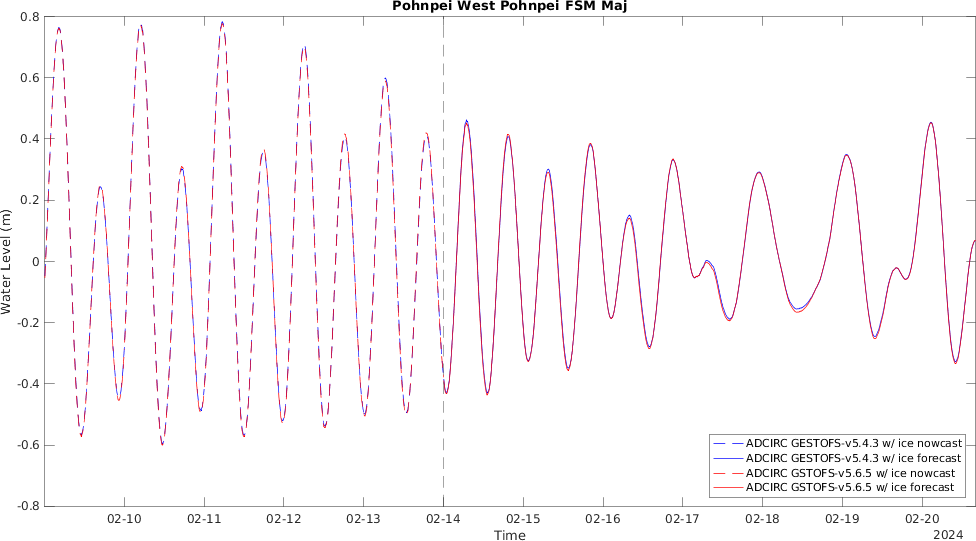 Pohnpei West Pohnpei FSM Maj
0.8
0.6
0.4
0.2
0
-0.2
-0.4
-0.6
-0.8
Water Level (m)
ADCIRC GESTOFS-v5.4.3 w/ ice nowcast
ADCIRC GESTOFS-v5.4.3 w/ ice forecast
ADCIRC GSTOFS-v5.6.5 w/ ice nowcast
ADCIRC GSTOFS-v5.6.5 w/ ice forecast
02-10 02-11 02-12 02-13 02-14 02-15 02-16 02-17 02-18 02-19 02-20
Time 2024